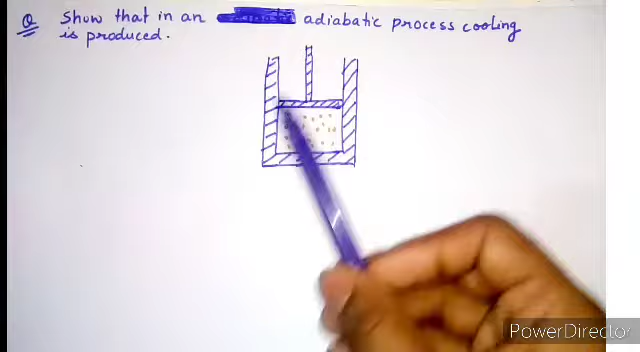 Q Show that in an adiabatic process cooling
is produced.
PowerDirector